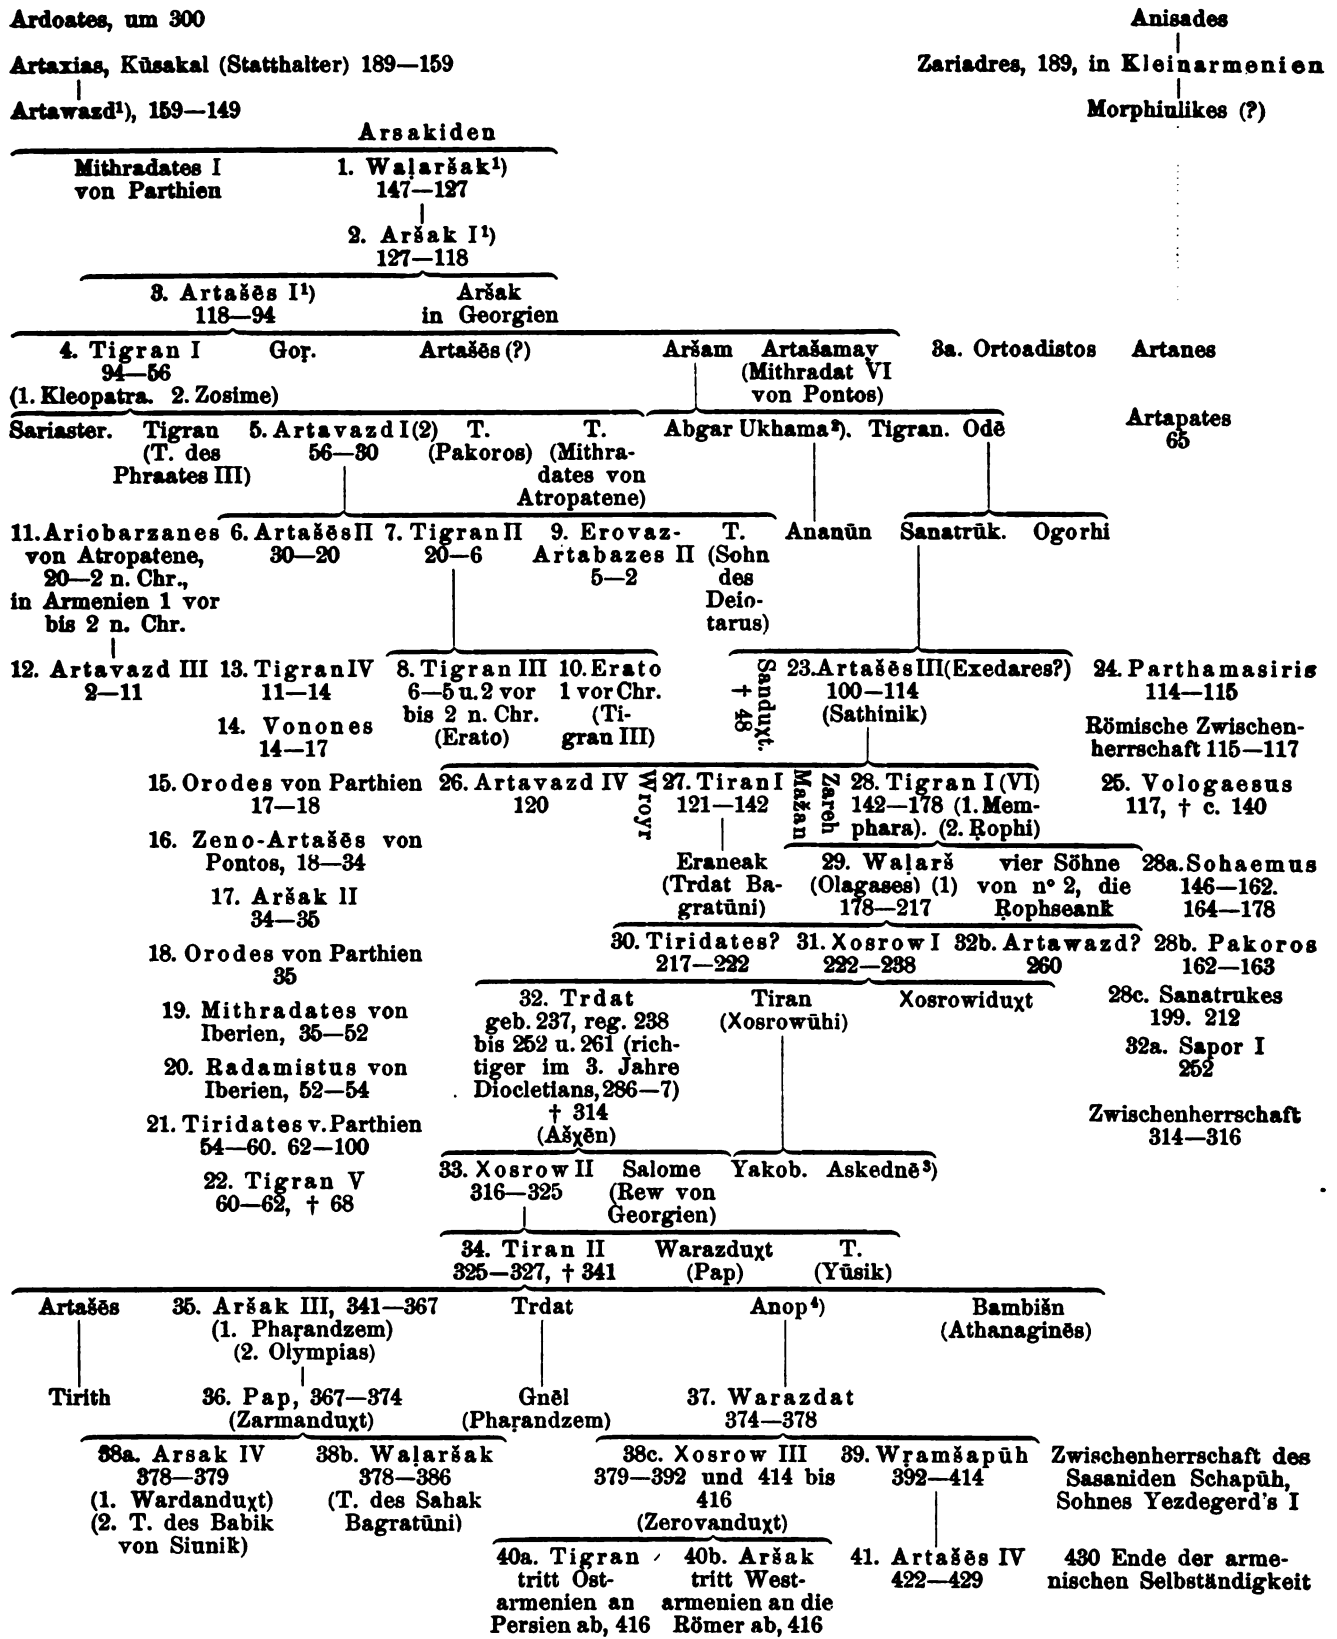 Ardoates, um 300
Anisades
Artaxias, Kūsakal (Statthalter) 189—159
Zariadres, 189, in Kleinarmenien
Artawazd¹), 159—149
Morphiulikes (?)
Arsakiden
Mithradates I
von Parthien
1. Waḷaršak¹)
147—127
2. Aršak I¹)
127—118
3. Artašēs I¹)
118—94
Aršak
in Georgien
4. Tigran I
94—56
(1. Kleopatra. 2. Zosime)
Goṛ.
Artašēs (?)
Aršam
Artašamay
(Mithradat VI
von Pontos)
3a. Ortoadistos
Artanes
Sariaster.
Tigran
(T. des
Phraates III)
5. Artavazd I (2)
56—30
T.
(Pakoros)
T.
(Mithra-
dates von
Atropatene)
Abgar Ukhama²). Tigran. Odē
Artapates
65
11. Ariobarzanes
von Atropatene,
20—2 n. Chr.,
in Armenien 1 vor
bis 2 n. Chr.
6. Artašēs II
30—20
7. Tigran II
20—6
9. Erovaz-
Artabazes II
5—2
T.
(Sohn
des
Deio-
tarus)
Ananūn
Sanatrūk. Ogorhi
12. Artavazd III
2—11
13. Tigran IV
11—14
8. Tigran III
6—5 u. 2 vor
bis 2 n. Chr.
(Erato)
10. Erato
1 vor Chr.
(Ti-
gran III)
Sanduχt.
† 48
23. Artašēs III (Exedares?)
100—114
(Sathinik)
24. Parthamasiris
114—115
14. Vonones
14—17
Römische Zwischen-
herrschaft 115—117
15. Orodes von Parthien
17—18
26. Artavazd IV
120
Wroyr
27. Tiran I
121—142
Mažan
Zareh
28. Tigran I (VI)
142—178 (1. Mem-
phara). (2. Ṛophi)
25. Vologaesus
117, † c. 140
16. Zeno-Artašēs von
Pontos, 18—34
Eraneak
(Trdat Ba-
gratūni)
29. Waḷarš
(Olagases) (1)
178—217
vier Söhne
von n° 2, die
Ṛophseank
28a. Sohaemus
146—162.
164—178
17. Aršak II
34—35
18. Orodes von Parthien
35
30. Tiridates?
217—222
31. Xosrow I
222—238
32b. Artawazd?
260
28b. Pakoros
162—163
19. Mithradates von
Iberien, 35—52
32. Trdat
geb. 237, reg. 238
bis 252 u. 261 (rich-
tiger im 3. Jahre
Diocletians, 286—7)
† 314
(Ašχēn)
Tiran
(Xosrowūhi)
Xosrowiduχt
28c. Sanatrukes
199. 212
32a. Sapor I
252
20. Radamistus von
Iberien, 52—54
21. Tiridates v. Parthien
54—60. 62—100
Zwischenherrschaft
314—316
22. Tigran V
60—62, † 68
33. Xosrow II
316—325
Salome
(Rew von
Georgien)
Yakob. Askednē³)
34. Tiran II
325—327, † 341
Warazduχt
(Pap)
T.
(Yūsik)
Artašēs
35. Aršak III, 341—367
(1. Pharandzem)
(2. Olympias)
Trdat
Anop⁴)
Bambišn
(Athanaginēs)
Tirith
36. Pap, 367—374
(Zarmanduχt)
Gnēl
(Phaṛandzem)
37. Warazdat
374—378
38a. Arsak IV
378—379
(1. Wardanduχt)
(2. T. des Babik
von Siunik)
38b. Waḷaršak
378—386
(T. des Sahak
Bagratūni)
38c. Xosrow III
379—392 und 414 bis
416
(Zerovanduχt)
39. Wṛamšapūh
392—414
Zwischenherrschaft des
Sasaniden Schapūh,
Sohnes Yezdegerd's I
40a. Tigran
tritt Ost-
armenien an
Persien ab, 416
40b. Aršak
tritt West-
armenien an die
Römer ab, 416
41. Artašēs IV
422—429
430 Ende der arme-
nischen Selbständigkeit